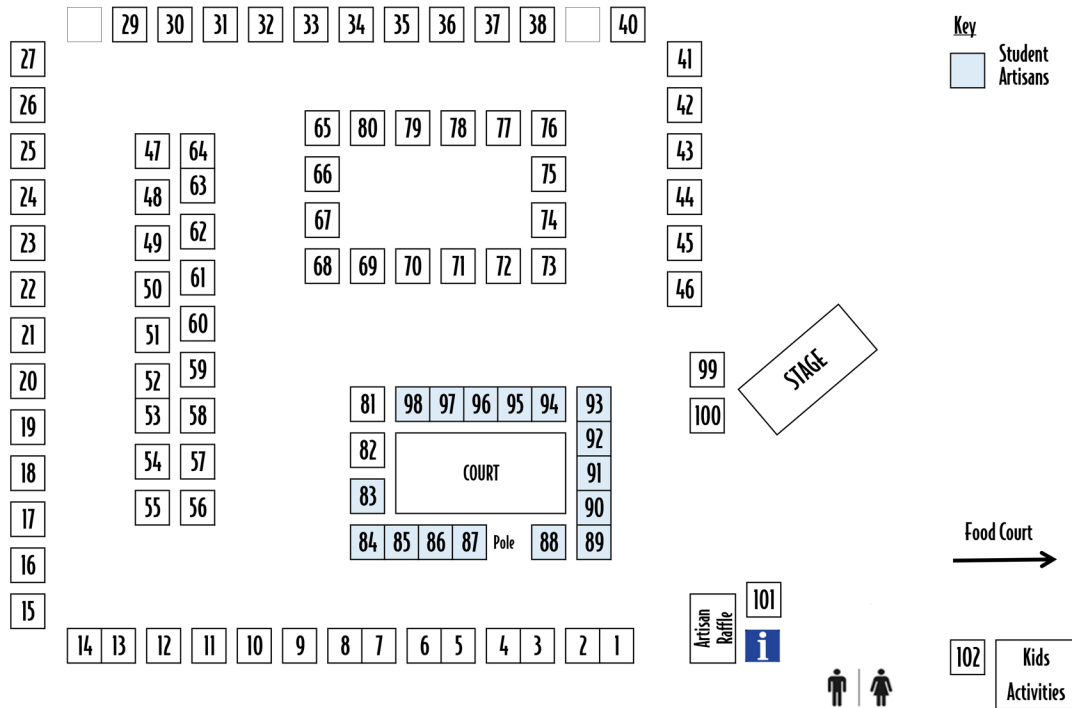 29 30 31 32 33 34 35 36 37 38 40
Key
Student
Artisans
27 41
26 42
65 80 79 78 77 76
25 47 64 43
66 75
24 48 63 44
67 74
23 49 62 45
68 69 70 71 72 73
22 50 61 46
21 51 60
STAGE
20 52 59 99
81 98 97 96 95 94 93
19 53 58 100
82 92
18 54 57 COURT 91
83 90
17 55 56
84 85 86 87 Pole 88 89
Food Court
16
15
Artisan
Raffle
101
i
14 13 12 11 10 9 8 7 6 5 4 3 2 1
102
Kids
Activities